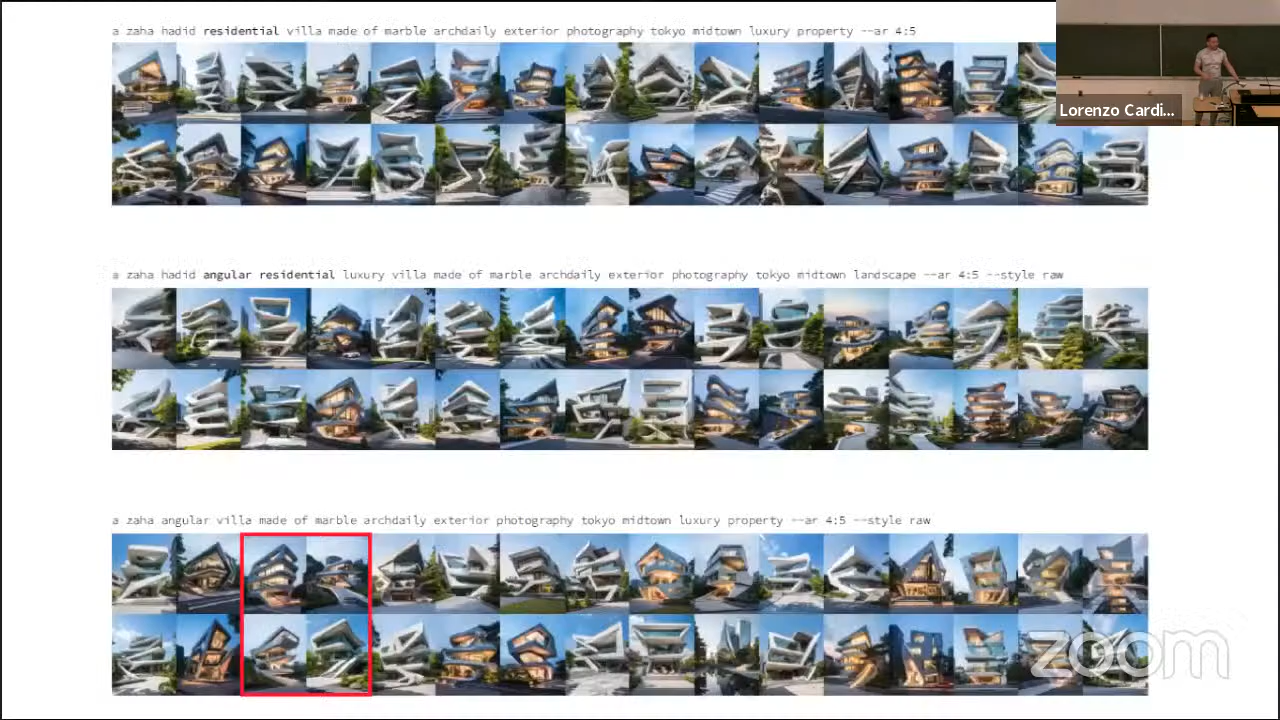 a zaha hadid residential villa made of marble archdaily exterior photography tokyo midtown luxury property --ar 4:5
Lorenzo Cardi...
a zaha hadid angular residential luxury villa made of marble archdaily exterior photography tokyo midtown landscape --ar 4:5 --style raw
a zaha angular villa made of marble archdaily exterior photography tokyo midtown luxury property --ar 4:5 --style raw
zoom